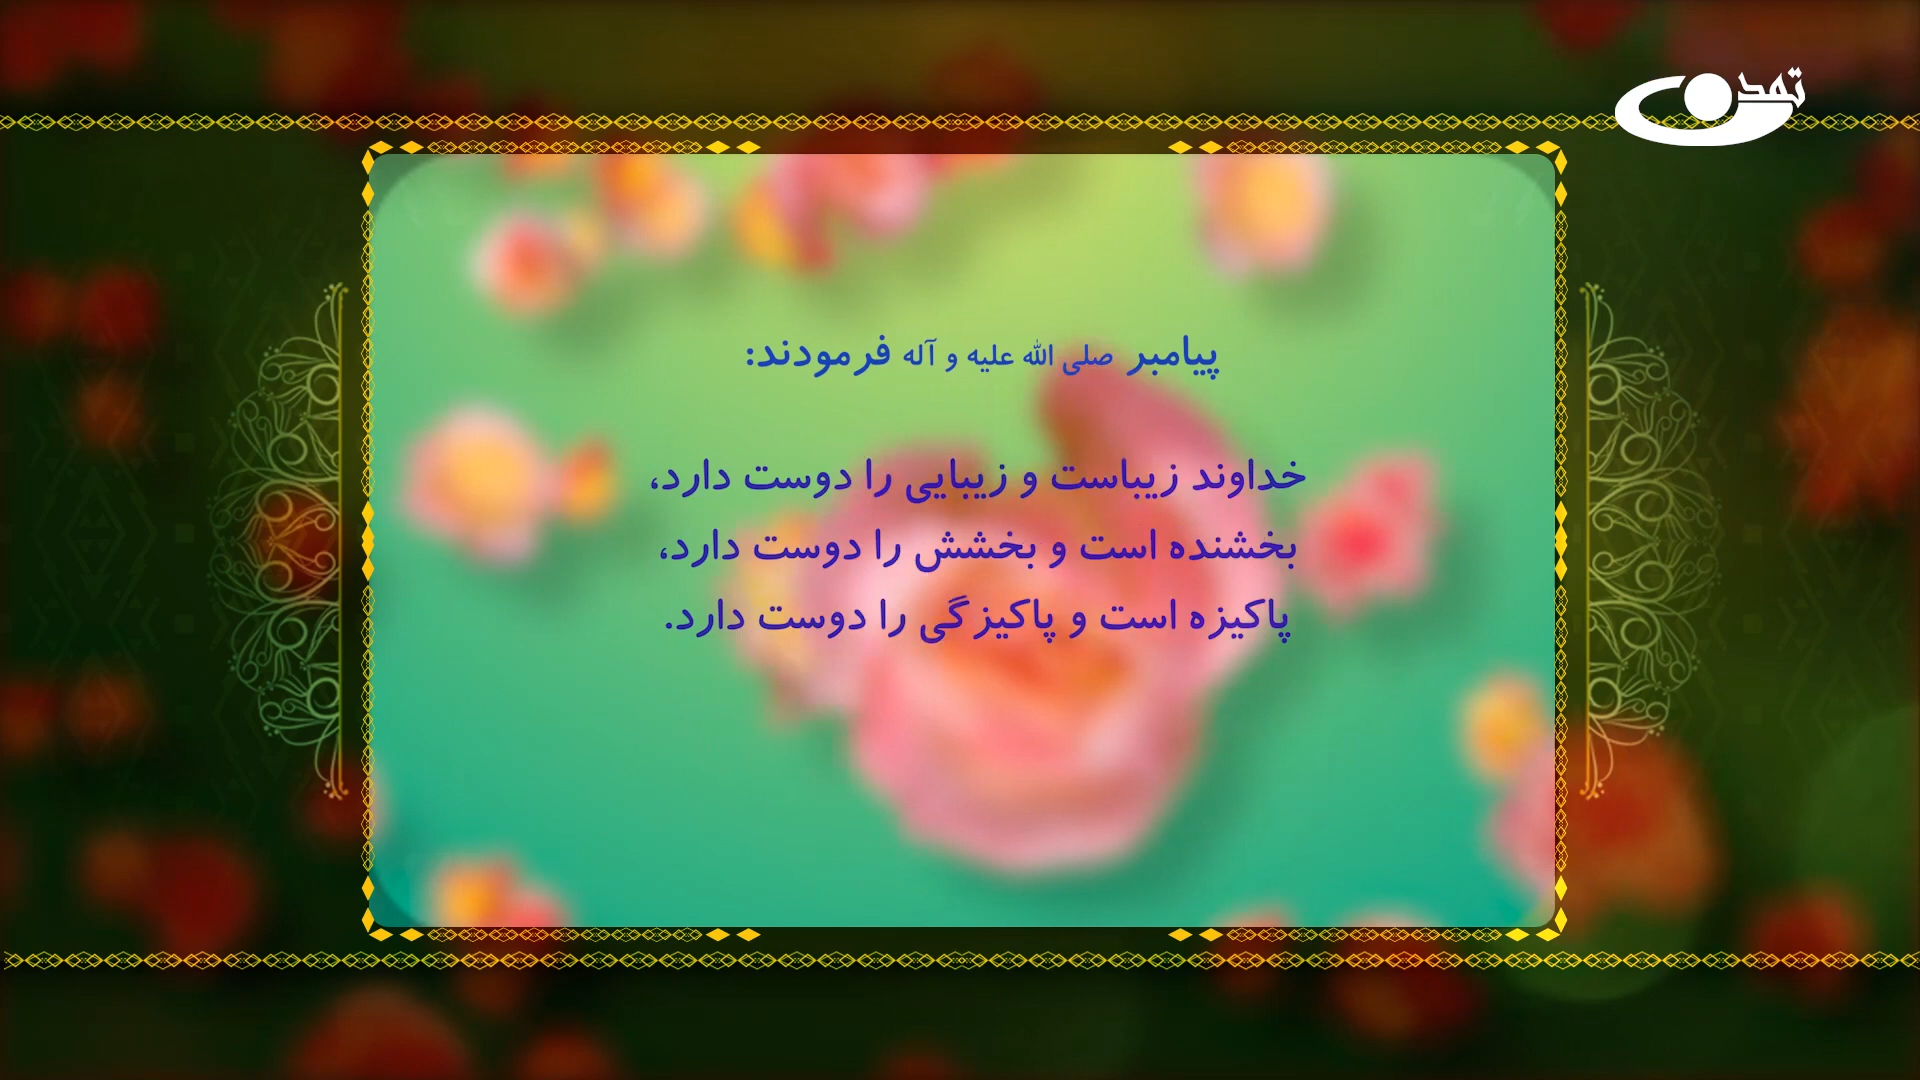 تمدن
پیامبر صلی الله علیه و آله فرمودند:
خداوند زیباست و زیبایی را دوست دارد،
بخشنده است و بخشش را دوست دارد،
پاکیزه است و پاکیزگی را دوست دارد.